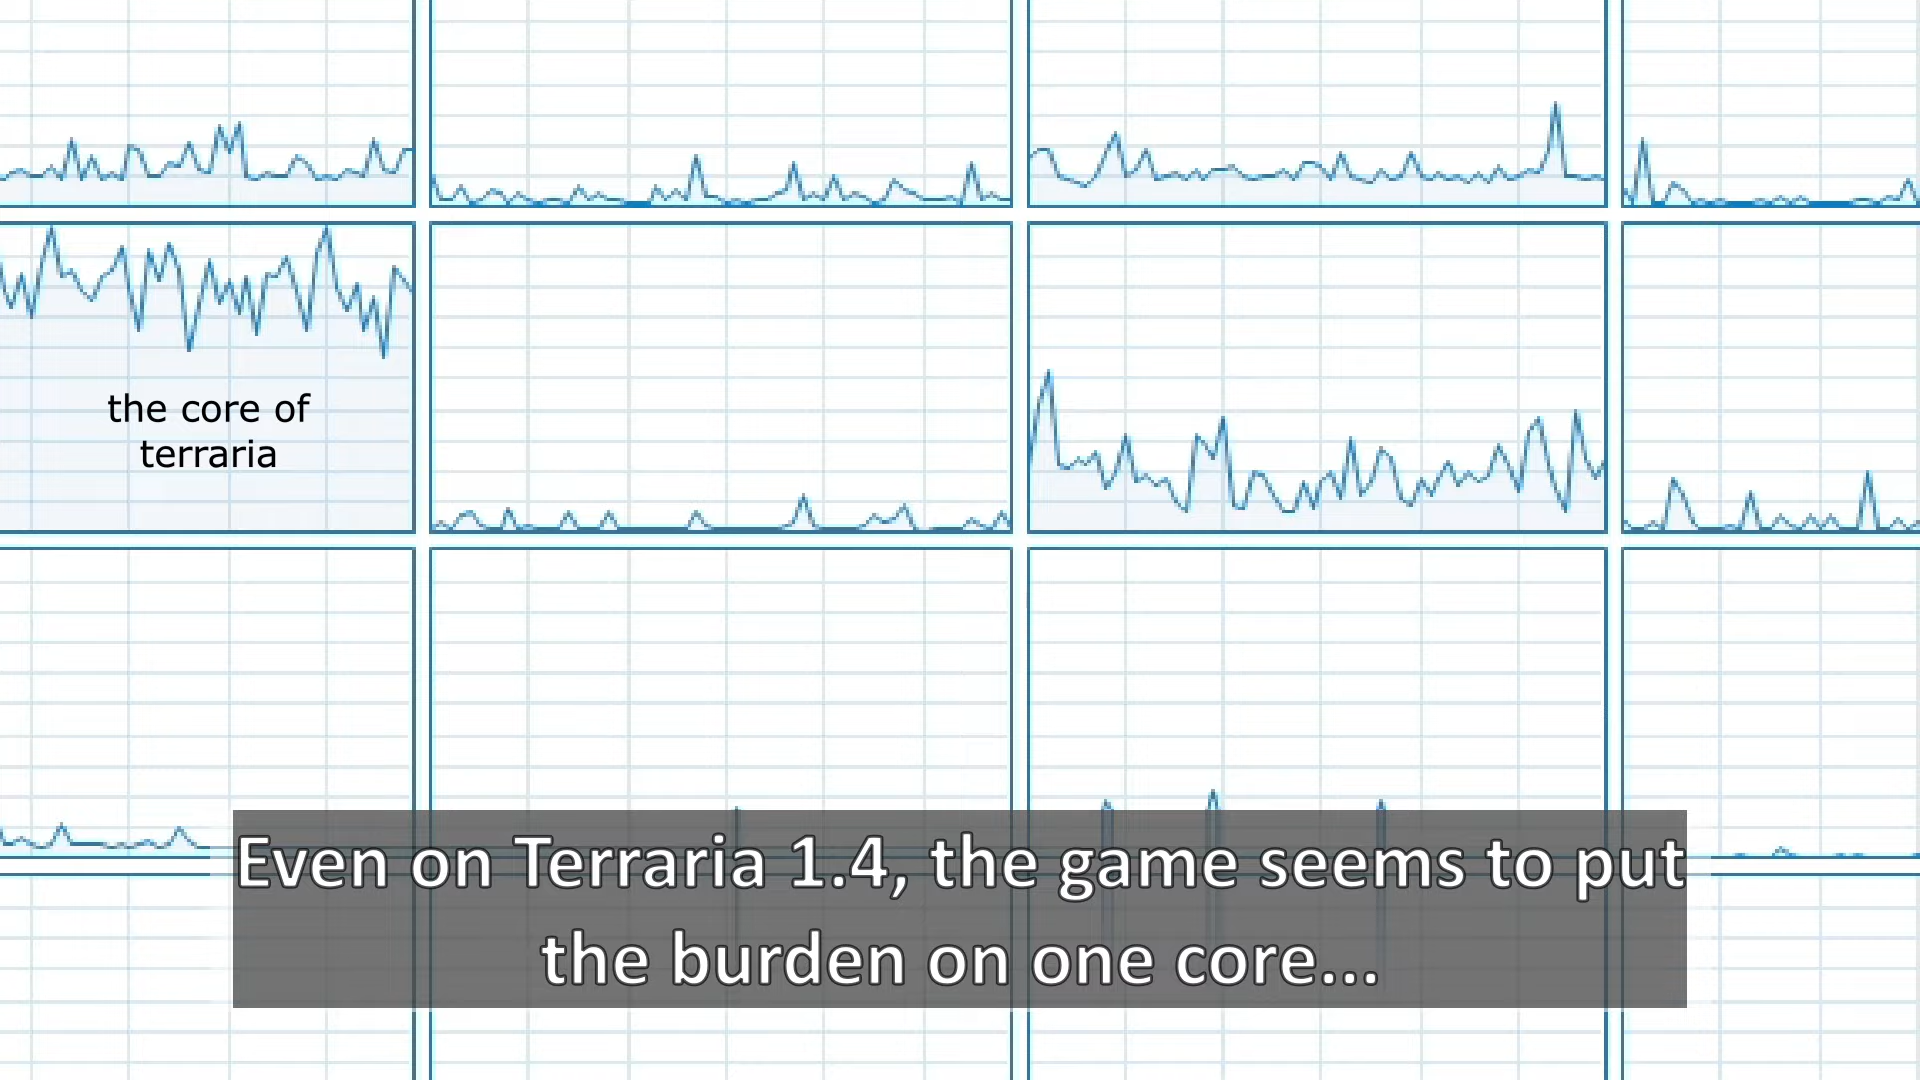 the core of
terraria
Even on Terraria 1.4, the game seems to put
the burden on one core...